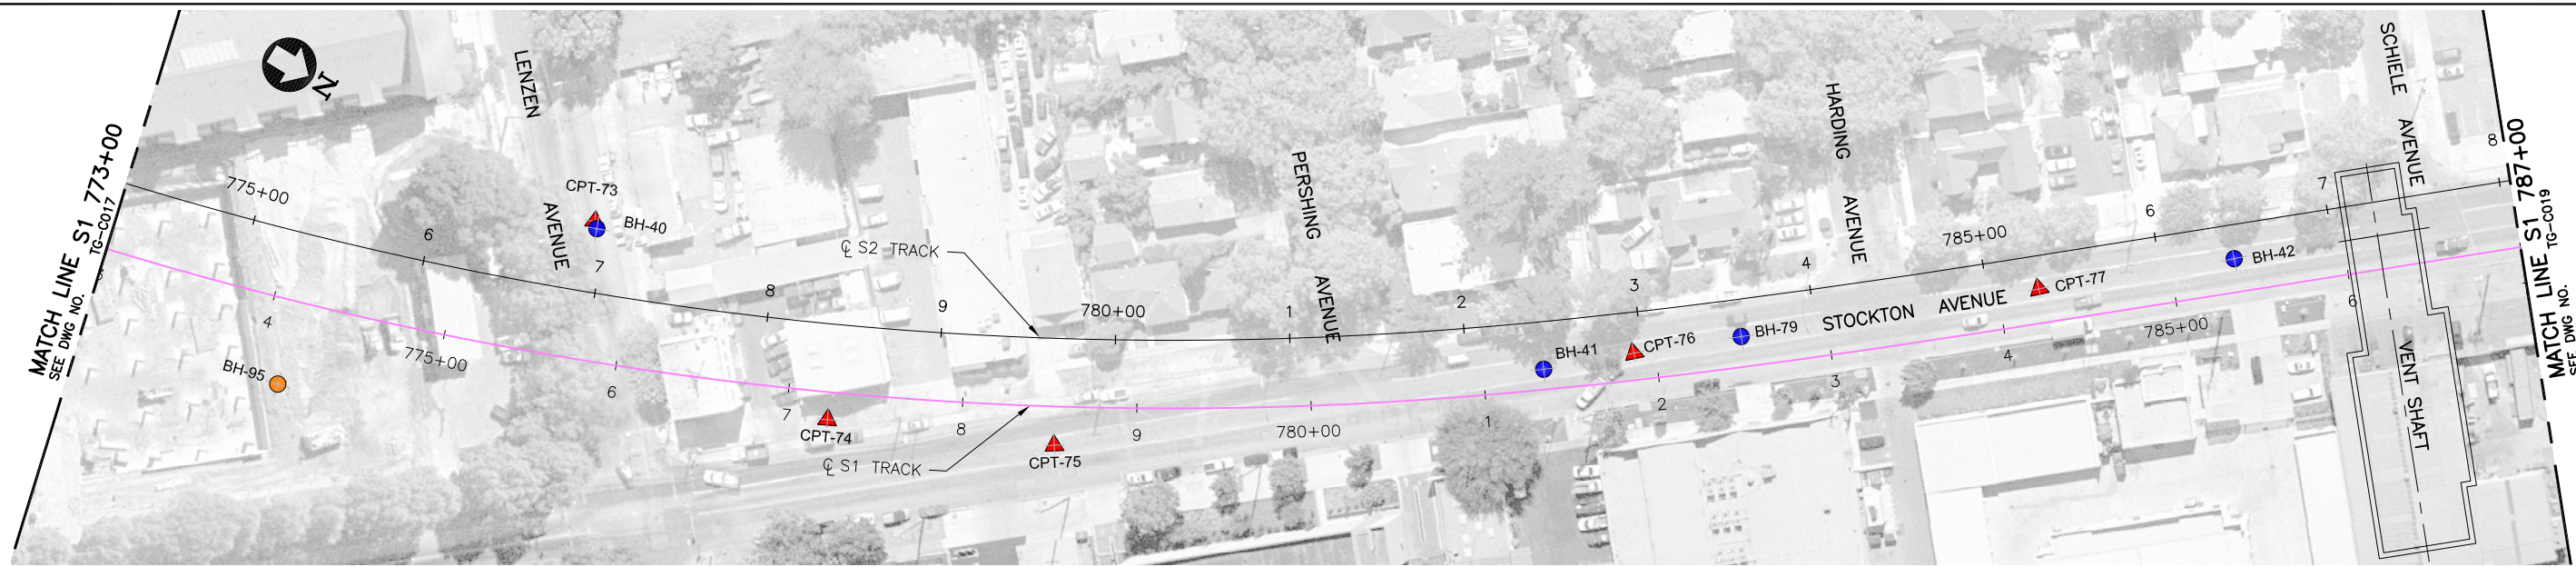 MATCH LINE S1 773+00
SEE DWG NO. TG-C017
N
LENZEN
AVENUE
775+00
6
7
8
9
780+00
1
2
3
4
785+00
6
7
8
CPT-73
BH-40
℄ S2 TRACK
PERSHING
AVENUE
HARDING
AVENUE
SCHIELE
AVENUE
STOCKTON AVENUE
BH-95
4
775+00
6
7
8
9
780+00
1
2
3
4
785+00
6
CPT-74
℄ S1 TRACK
CPT-75
BH-41
CPT-76
BH-79
CPT-77
BH-42
VENT SHAFT
MATCH LINE S1 787+00
SEE DWG NO. TG-C019